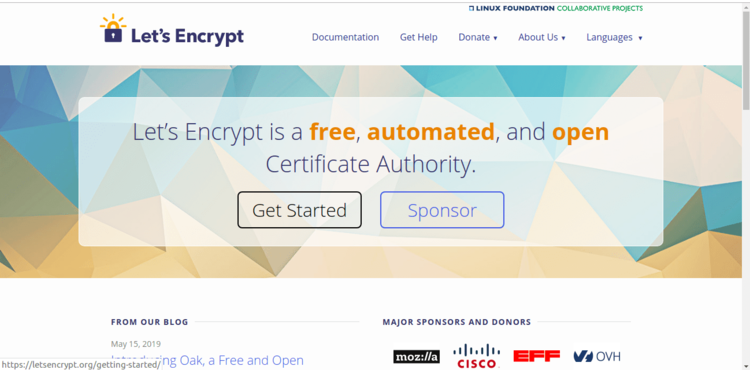 LINUX FOUNDATION COLLABORATIVE PROJECTS
Let's Encrypt
Documentation Get Help Donate ▾ About Us ▾ Languages ▾
Let's Encrypt is a free, automated, and open
Certificate Authority.
Get Started Sponsor
FROM OUR BLOG
May 15, 2019
Introducing Oak, a Free and Open
MAJOR SPONSORS AND DONORS
moz://a CISCO EFF OVH
https://letsencrypt.org/getting-started/